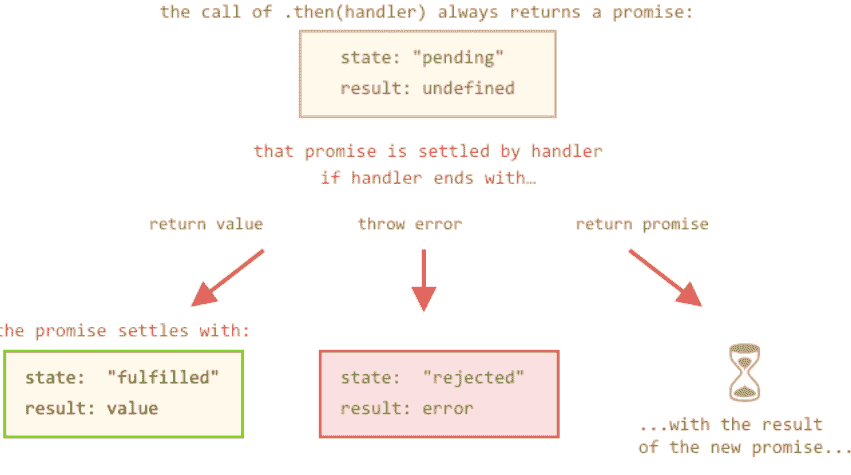 the call of .then(handler) always returns a promise:
state: "pending"
result: undefined
that promise is settled by handler
if handler ends with…
return value
throw error
return promise
the promise settles with:
state: "fulfilled"
result: value
state: "rejected"
result: error
...with the result
of the new promise...